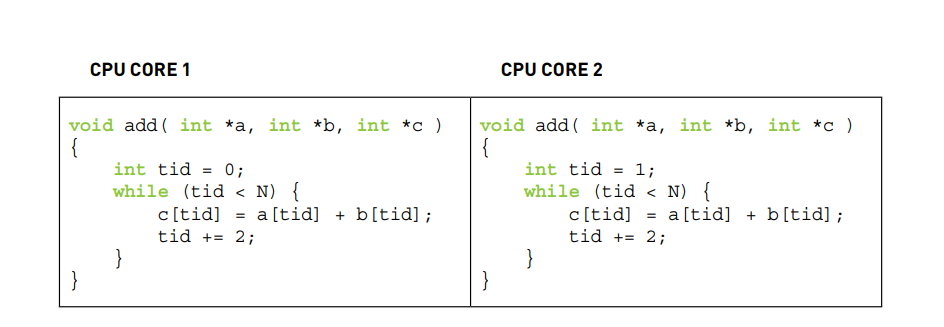 CPU CORE 1
void add( int *a, int *b, int *c )
{
    int tid = 0;
    while (tid < N) {
        c[tid] = a[tid] + b[tid];
        tid += 2;
    }
}
CPU CORE 2
void add( int *a, int *b, int *c )
{
    int tid = 1;
    while (tid < N) {
        c[tid] = a[tid] + b[tid];
        tid += 2;
    }
}